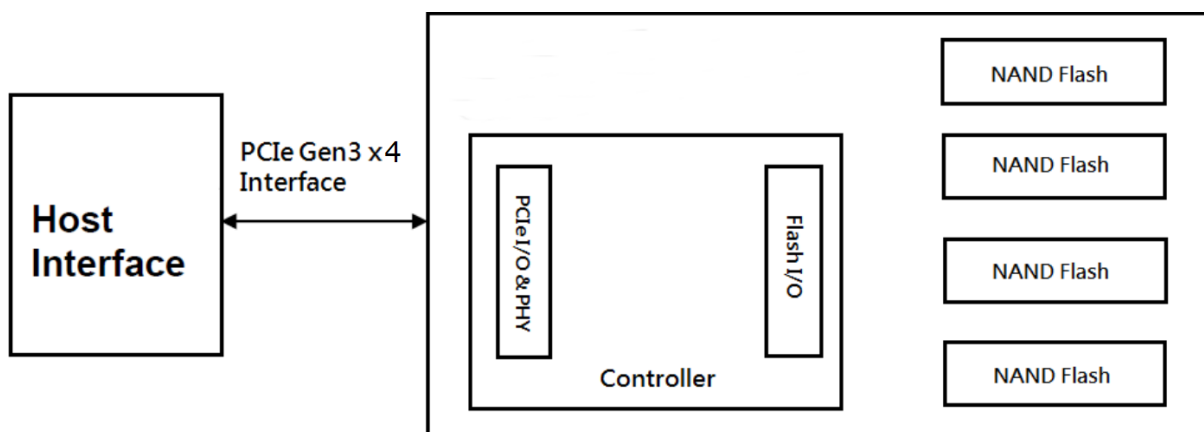 PCIe Gen3 x4
Interface
Host
Interface
PCIe I/O & PHY
Flash I/O
Controller
NAND Flash
NAND Flash
NAND Flash
NAND Flash